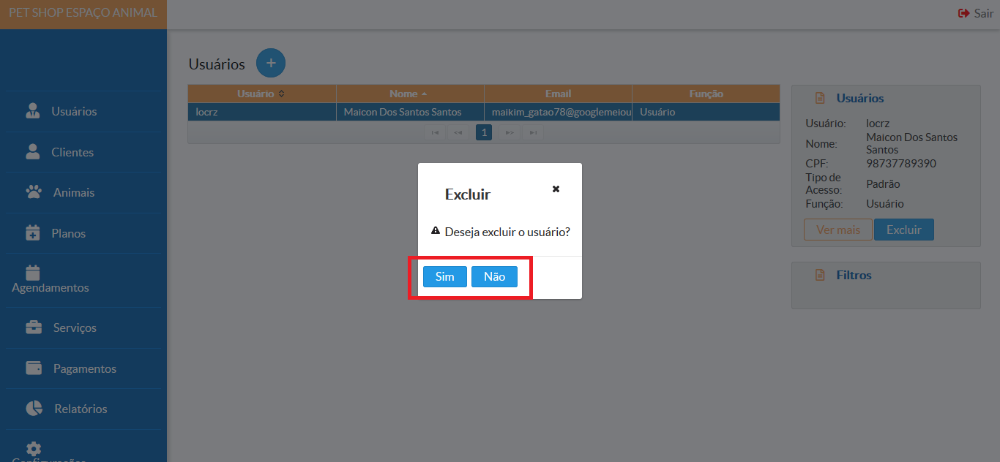 PET SHOP ESPAÇO ANIMAL
Sair
Usuários
Clientes
Animais
Planos
Agendamentos
Serviços
Pagamentos
Relatórios
Configurações
Usuários +
Usuário Nome Email Função
locrz Maicon Dos Santos Santos maikim_gatao78@googlemeiou Usuário
1
Usuários
Usuário: locrz
Nome: Maicon Dos Santos
Santos
CPF: 98737789390
Tipo de
Acesso: Padrão
Função: Usuário
Ver mais Excluir
Filtros
Excluir
Deseja excluir o usuário?
Sim Não